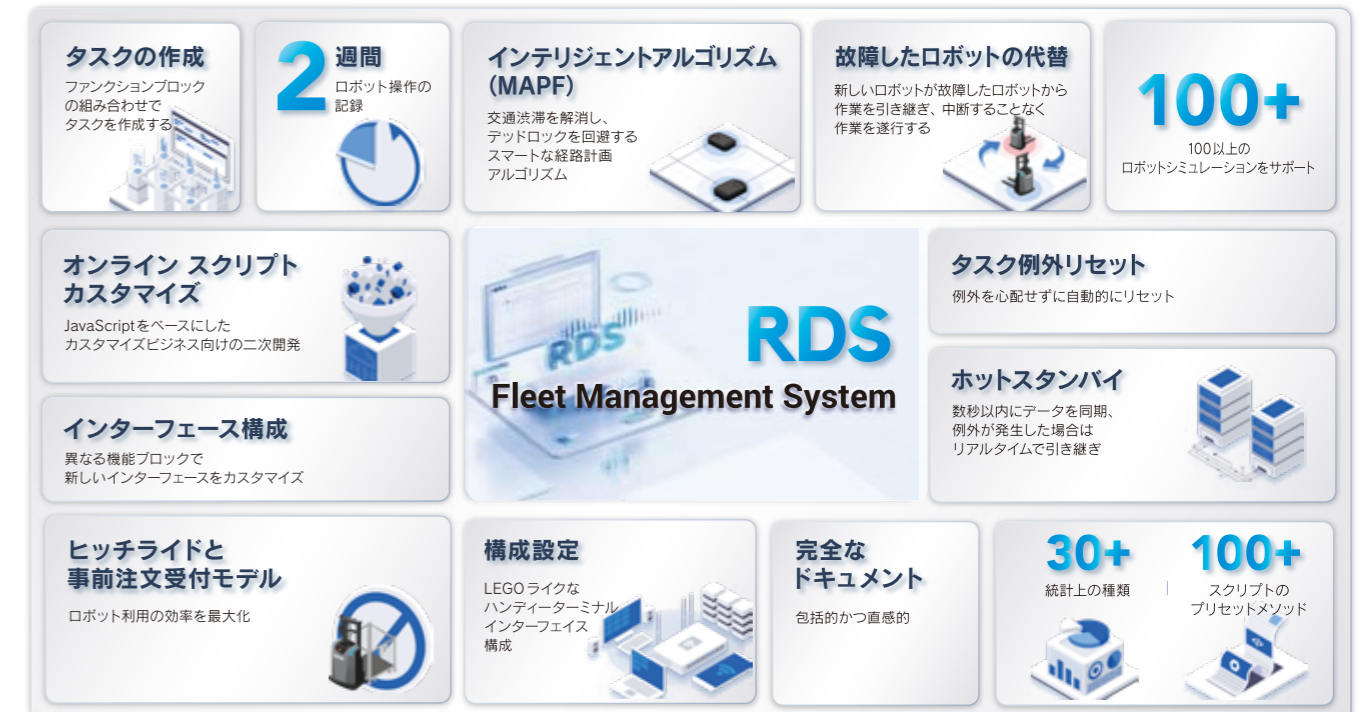 タスクの作成
ファンクションブロック
の組み合わせで
タスクを作成する
2
週間
ロボット操作の
記録
インテリジェントアルゴリズム
(MAPF)
交通渋滞を解消し、
デッドロックを回避する
スマートな経路計画
アルゴリズム
故障したロボットの代替
新しいロボットが故障したロボットから
作業を引き継ぎ、中断することなく
作業を遂行する
100+
100以上の
ロボットシミュレーションをサポート
オンライン スクリプト
カスタマイズ
JavaScriptをベースにした
カスタマイズビジネス向けの二次開発
インターフェース構成
異なる機能ブロックで
新しいインターフェースをカスタマイズ
RDS
RDS
Fleet Management System
タスク例外リセット
例外を心配せずに自動的にリセット
ホットスタンバイ
数秒以内にデータを同期、
例外が発生した場合は
リアルタイムで引き継ぎ
ヒッチライドと
事前注文受付モデル
ロボット利用の効率を最大化
構成設定
LEGOライクな
ハンディーターミナル
インターフェイス
構成
完全な
ドキュメント
包括的かつ直感的
30+
統計上の種類
100+
スクリプトの
プリセットメソッド